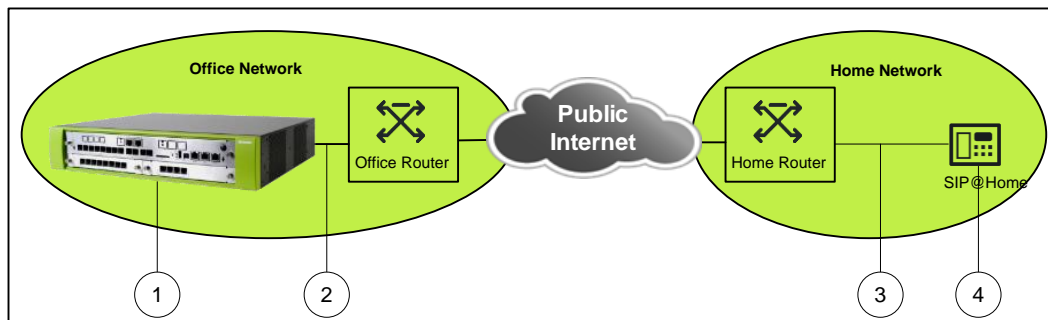 Office Network
Home Network
Public
Internet
Office Router
Home Router
SIP@Home
1
2
3
4